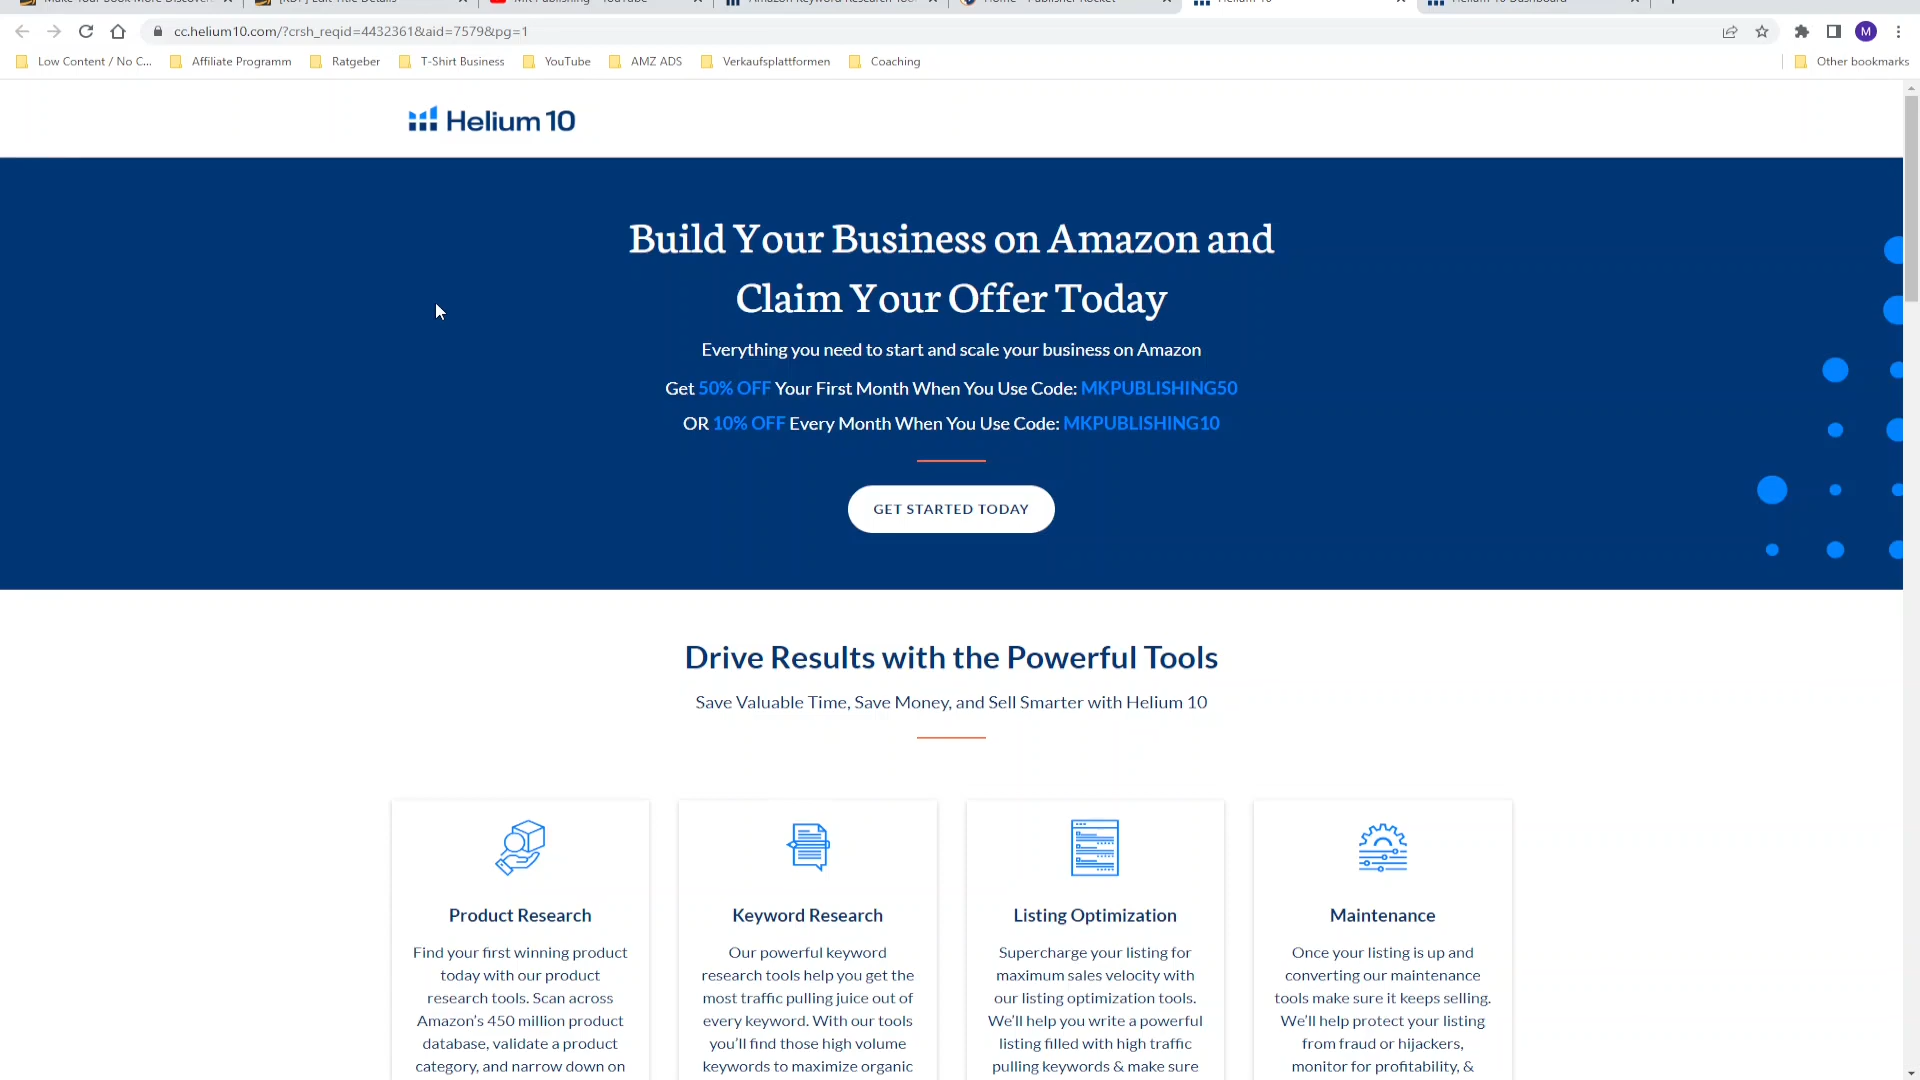 cc.helium10.com/?crsh_reqid=4432361&aid=7579&pg=1
M
Low Content / No C...
Affiliate Programm
Ratgeber
T-Shirt Business
YouTube
AMZ ADS
Verkaufsplattformen
Coaching
Other bookmarks
Helium 10
Build Your Business on Amazon and
Claim Your Offer Today
Everything you need to start and scale your business on Amazon
Get 50% OFF Your First Month When You Use Code: MKPUBLISHING50
OR 10% OFF Every Month When You Use Code: MKPUBLISHING10
GET STARTED TODAY
Drive Results with the Powerful Tools
Save Valuable Time, Save Money, and Sell Smarter with Helium 10
Product Research
Find your first winning product
today with our product
research tools. Scan across
Amazon's 450 million product
database, validate a product
category, and narrow down on
Keyword Research
Our powerful keyword
research tools help you get the
most traffic pulling juice out of
every keyword. With our tools
you'll find those high volume
keywords to maximize organic
Listing Optimization
Supercharge your listing for
maximum sales velocity with
our listing optimization tools.
We'll help you write a powerful
listing filled with high traffic
pulling keywords & make sure
Maintenance
Once your listing is up and
converting our maintenance
tools make sure it keeps selling.
We'll help protect your listing
from fraud or hijackers,
monitor for profitability, &